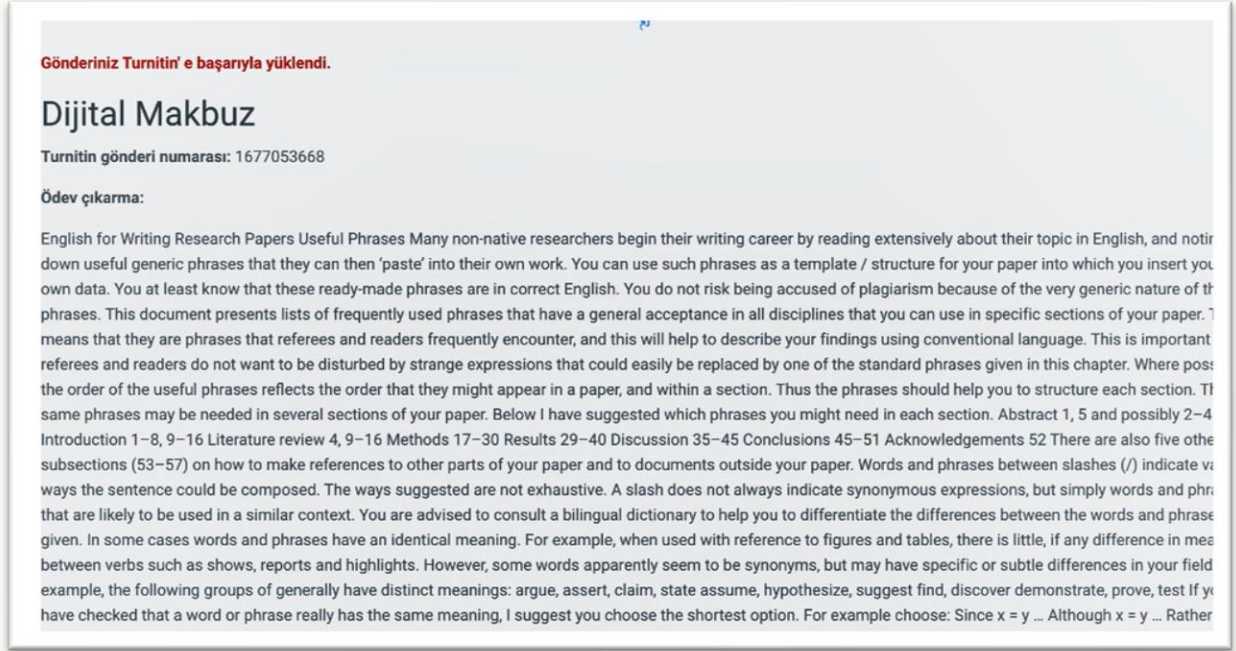 Gönderiniz Turnitin' e başarıyla yüklendi.
Dijital Makbuz
Turnitin gönderi numarası: 1677053668
Ödev çıkarma:
English for Writing Research Papers Useful Phrases Many non-native researchers begin their writing career by reading extensively about their topic in English, and
down useful generic phrases that they can then ‘paste’ into their own work. You can use such phrases as a template / structure for your paper into which you insert
own data. You at least know that these ready-made phrases are in correct English. You do not risk being accused of plagiarism because of the very generic nature of
phrases. This document presents lists of frequently used phrases that have a general acceptance in all disciplines that you can use in specific sections of your paper.
means that they are phrases that referees and readers frequently encounter, and this will help to describe your findings using conventional language. This is important
referees and readers do not want to be disturbed by strange expressions that could easily be replaced by one of the standard phrases given in this chapter. Where
the order of the useful phrases reflects the order that they might appear in a paper, and within a section. Thus the phrases should help you to structure each section.
same phrases may be needed in several sections of your paper. Below I have suggested which phrases you might need in each section. Abstract 1, 5 and possibly 2–4
Introduction 1–8, 9–16 Literature review 4, 9–16 Methods 17–30 Results 29–40 Discussion 35–45 Conclusions 45–51 Acknowledgements 52 There are also five
subsections (53–57) on how to make references to other parts of your paper and to documents outside your paper. Words and phrases between slashes (/) indicate
ways the sentence could be composed. The ways suggested are not exhaustive. A slash does not always indicate synonymous expressions, but simply words and
that are likely to be used in a similar context. You are advised to consult a bilingual dictionary to help you to differentiate the differences between the words and
given. In some cases words and phrases have an identical meaning. For example, when used with reference to figures and tables, there is little, if any difference in
between verbs such as shows, reports and highlights. However, some words apparently seem to be synonyms, but may have specific or subtle differences in your field
example, the following groups of generally have distinct meanings: argue, assert, claim, state assume, hypothesize, suggest find, discover demonstrate, prove, test If
have checked that a word or phrase really has the same meaning, I suggest you choose the shortest option. For example choose: Since x = y … Although x = y … Rather